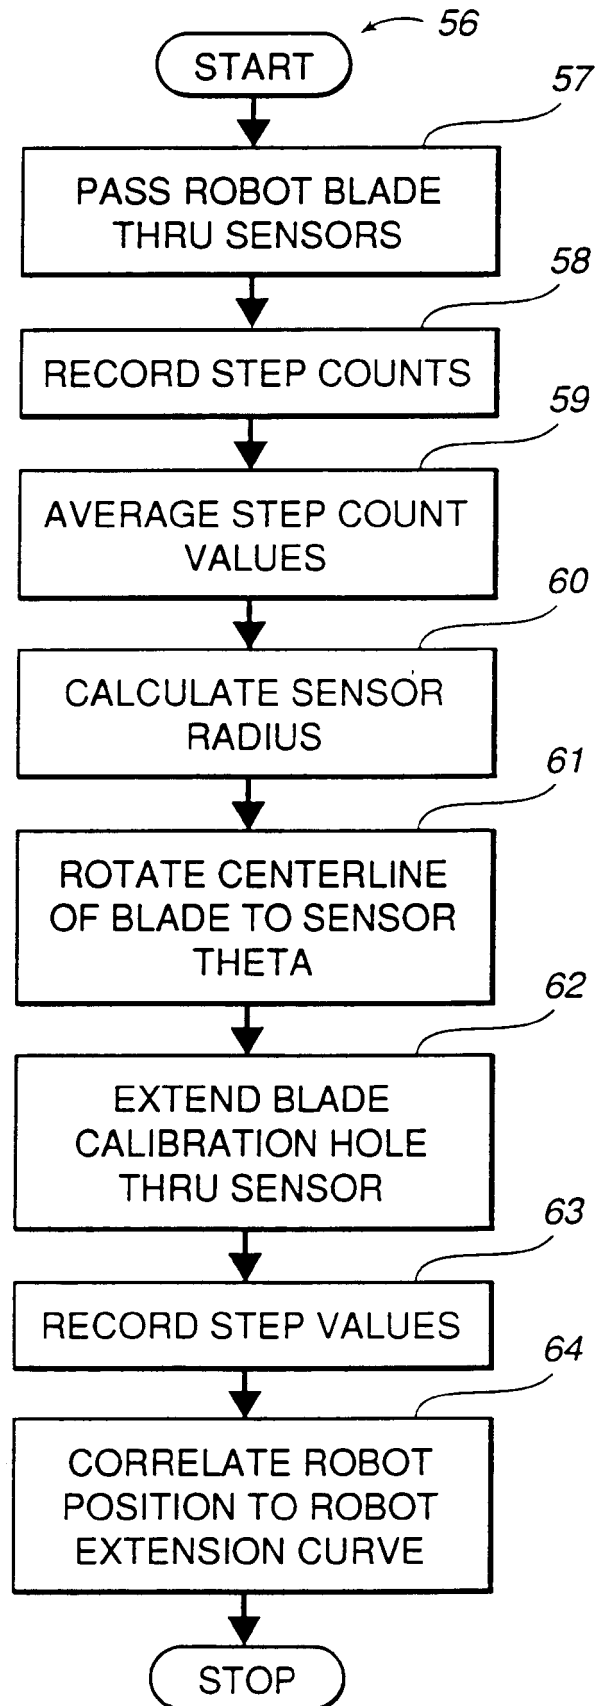 56
START
57
PASS ROBOT BLADE
THRU SENSORS
58
RECORD STEP COUNTS
59
AVERAGE STEP COUNT
VALUES
60
CALCULATE SENSOR
RADIUS
61
ROTATE CENTERLINE
OF BLADE TO SENSOR
THETA
62
EXTEND BLADE
CALIBRATION HOLE
THRU SENSOR
63
RECORD STEP VALUES
64
CORRELATE ROBOT
POSITION TO ROBOT
EXTENSION CURVE
STOP